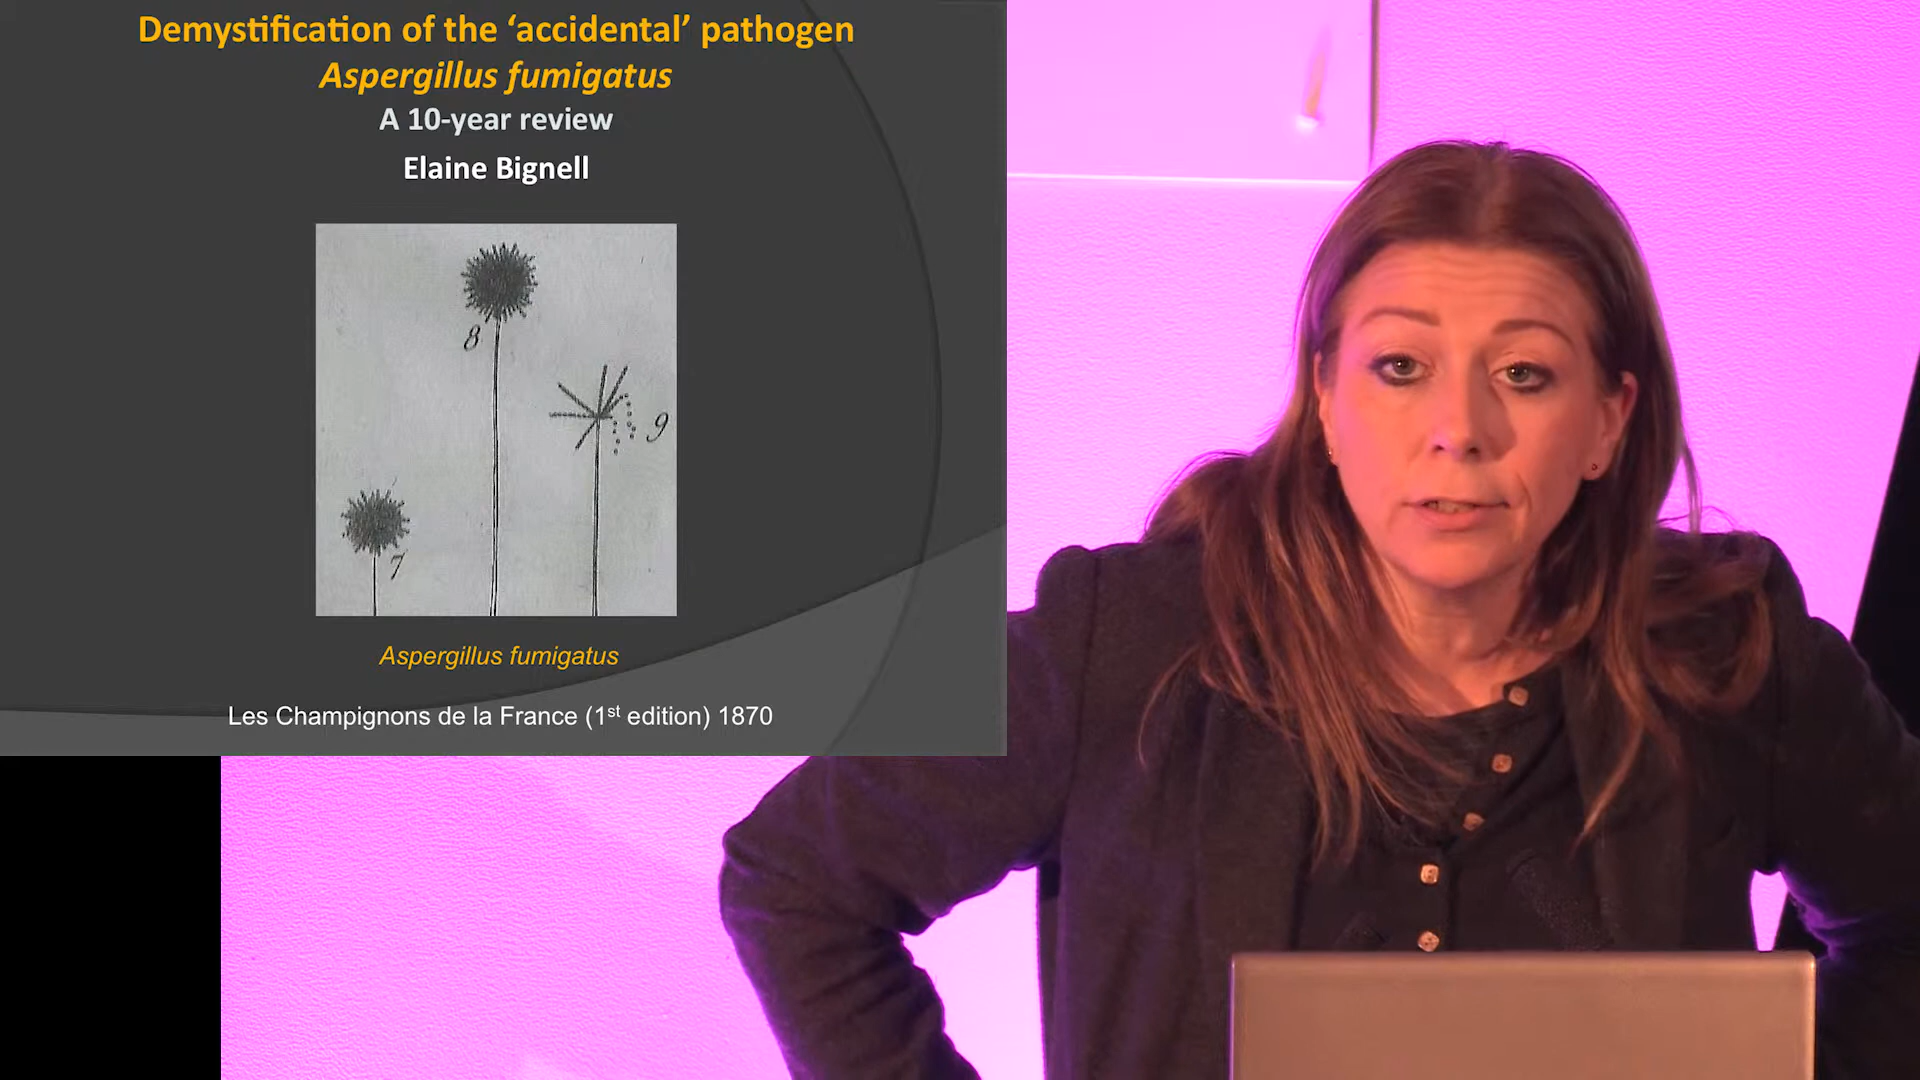 Demystification of the ‘accidental’ pathogen
Aspergillus fumigatus
A 10-year review
Elaine Bignell
8
9
7
Aspergillus fumigatus
Les Champignons de la France (1st edition) 1870